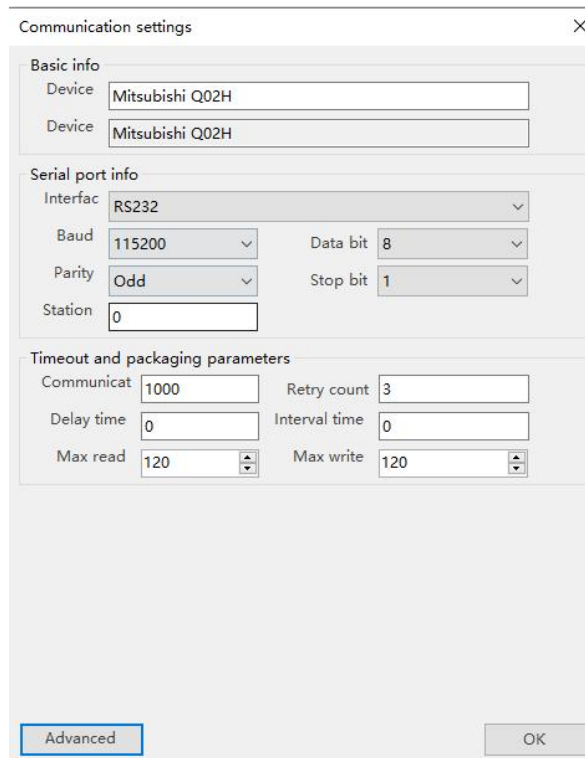 Communication settings
Basic info
Device Mitsubishi Q02H
Device Mitsubishi Q02H
Serial port info
Interfac RS232
Baud 115200 Data bit 8
Parity Odd Stop bit 1
Station 0
Timeout and packaging parameters
Communicat 1000 Retry count 3
Delay time 0 Interval time 0
Max read 120 Max write 120
Advanced OK